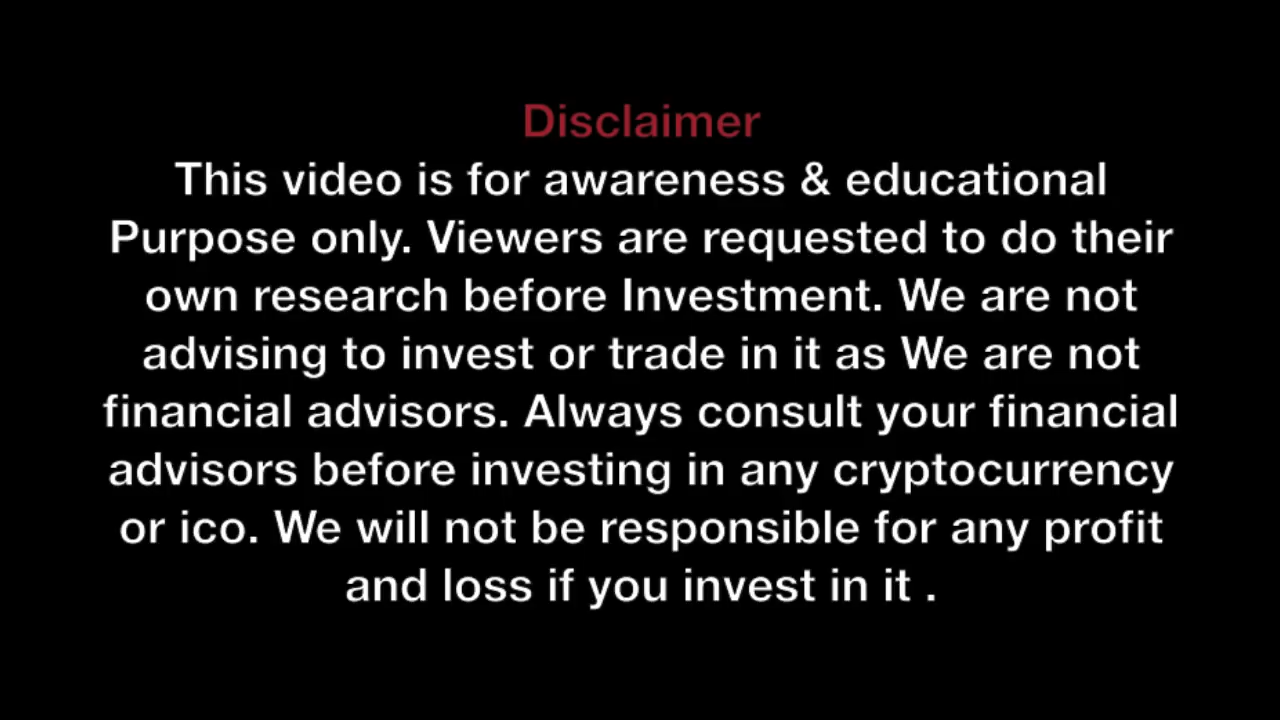 Disclaimer
This video is for awareness & educational
Purpose only. Viewers are requested to do their
own research before Investment. We are not
advising to invest or trade in it as We are not
financial advisors. Always consult your financial
advisors before investing in any cryptocurrency
or ico. We will not be responsible for any profit
and loss if you invest in it .